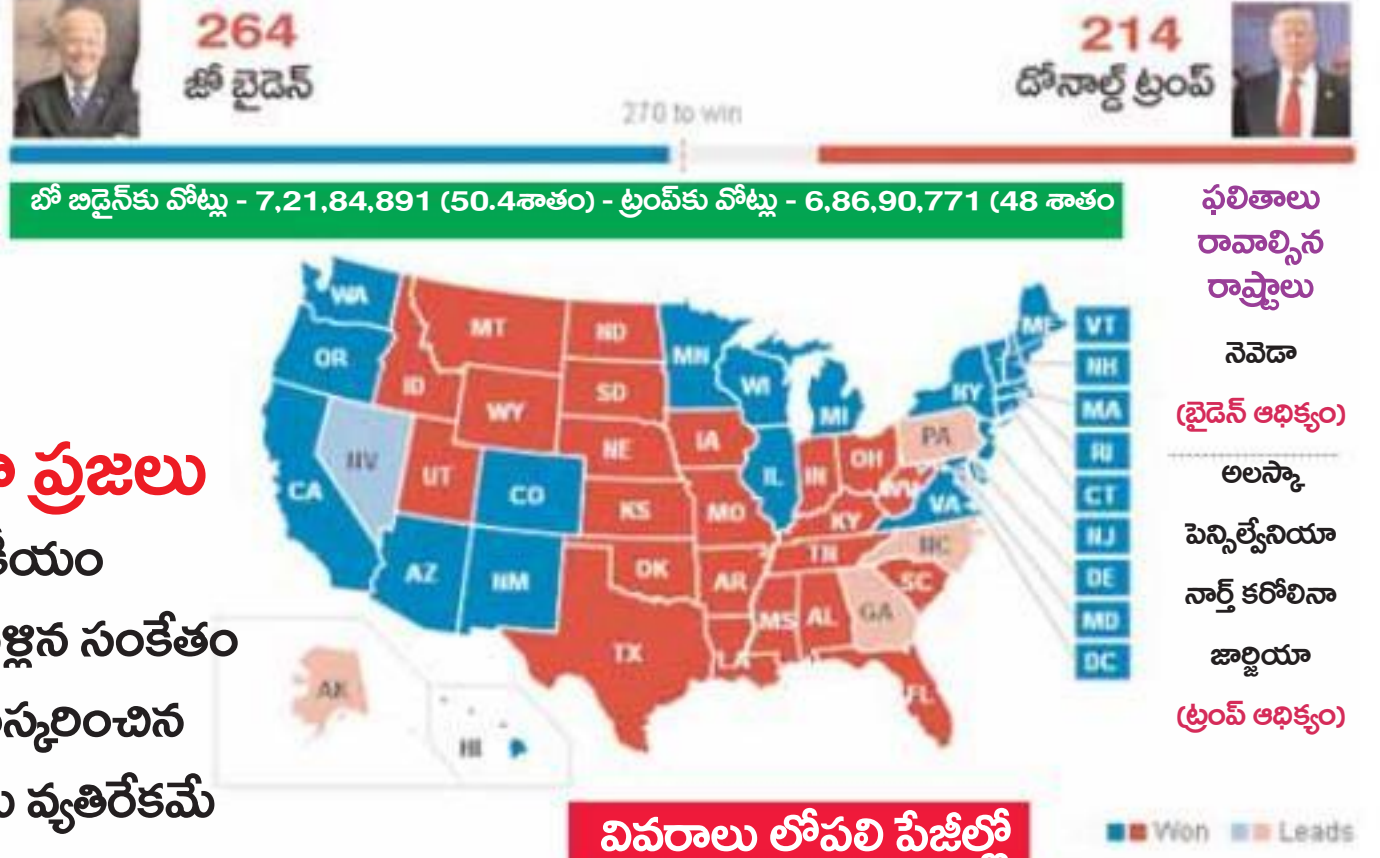 264
జో బైడెన్
214
దోనాల్డ్ ట్రంప్
270 to win
బో బిడైన్‌కు వోట్లు - 7,21,84,891 (50.4శాతం) - ట్రంప్‌కు వోట్లు - 6,86,90,771 (48 శాతం
ఫలితాలు
రావాల్సిన
రాష్ట్రాలు
నెవెడా
(బైడెన్ ఆధిక్యం)
అలస్కా
పెన్సిల్వేనియా
నార్త్ కరోలినా
జార్జియా
(ట్రంప్ ఆధిక్యం)
WA
OR
CA
NV
ID
MT
WY
UT
AZ
CO
NM
ND
SD
NE
KS
OK
TX
MN
IA
MO
AR
LA
WI
IL
MI
IN
OH
KY
TN
MS
AL
GA
FL
SC
NC
VA
WV
PA
NY
ME
VT
NH
MA
RI
CT
NJ
DE
MD
DC
AK
HI
ప్రజలు
కీయం
ళ్లిన సంకేతం
స్కరించిన
వ్యతిరేకమే
వివరాలు లోపలి పేజీల్లో
Won
Leads